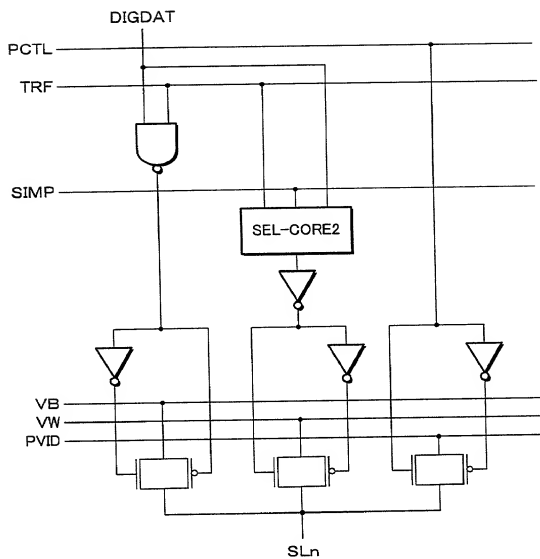 DIGDAT
PCTL
TRF
SIMP
SEL-CORE2
VB
VW
PVID
SLn